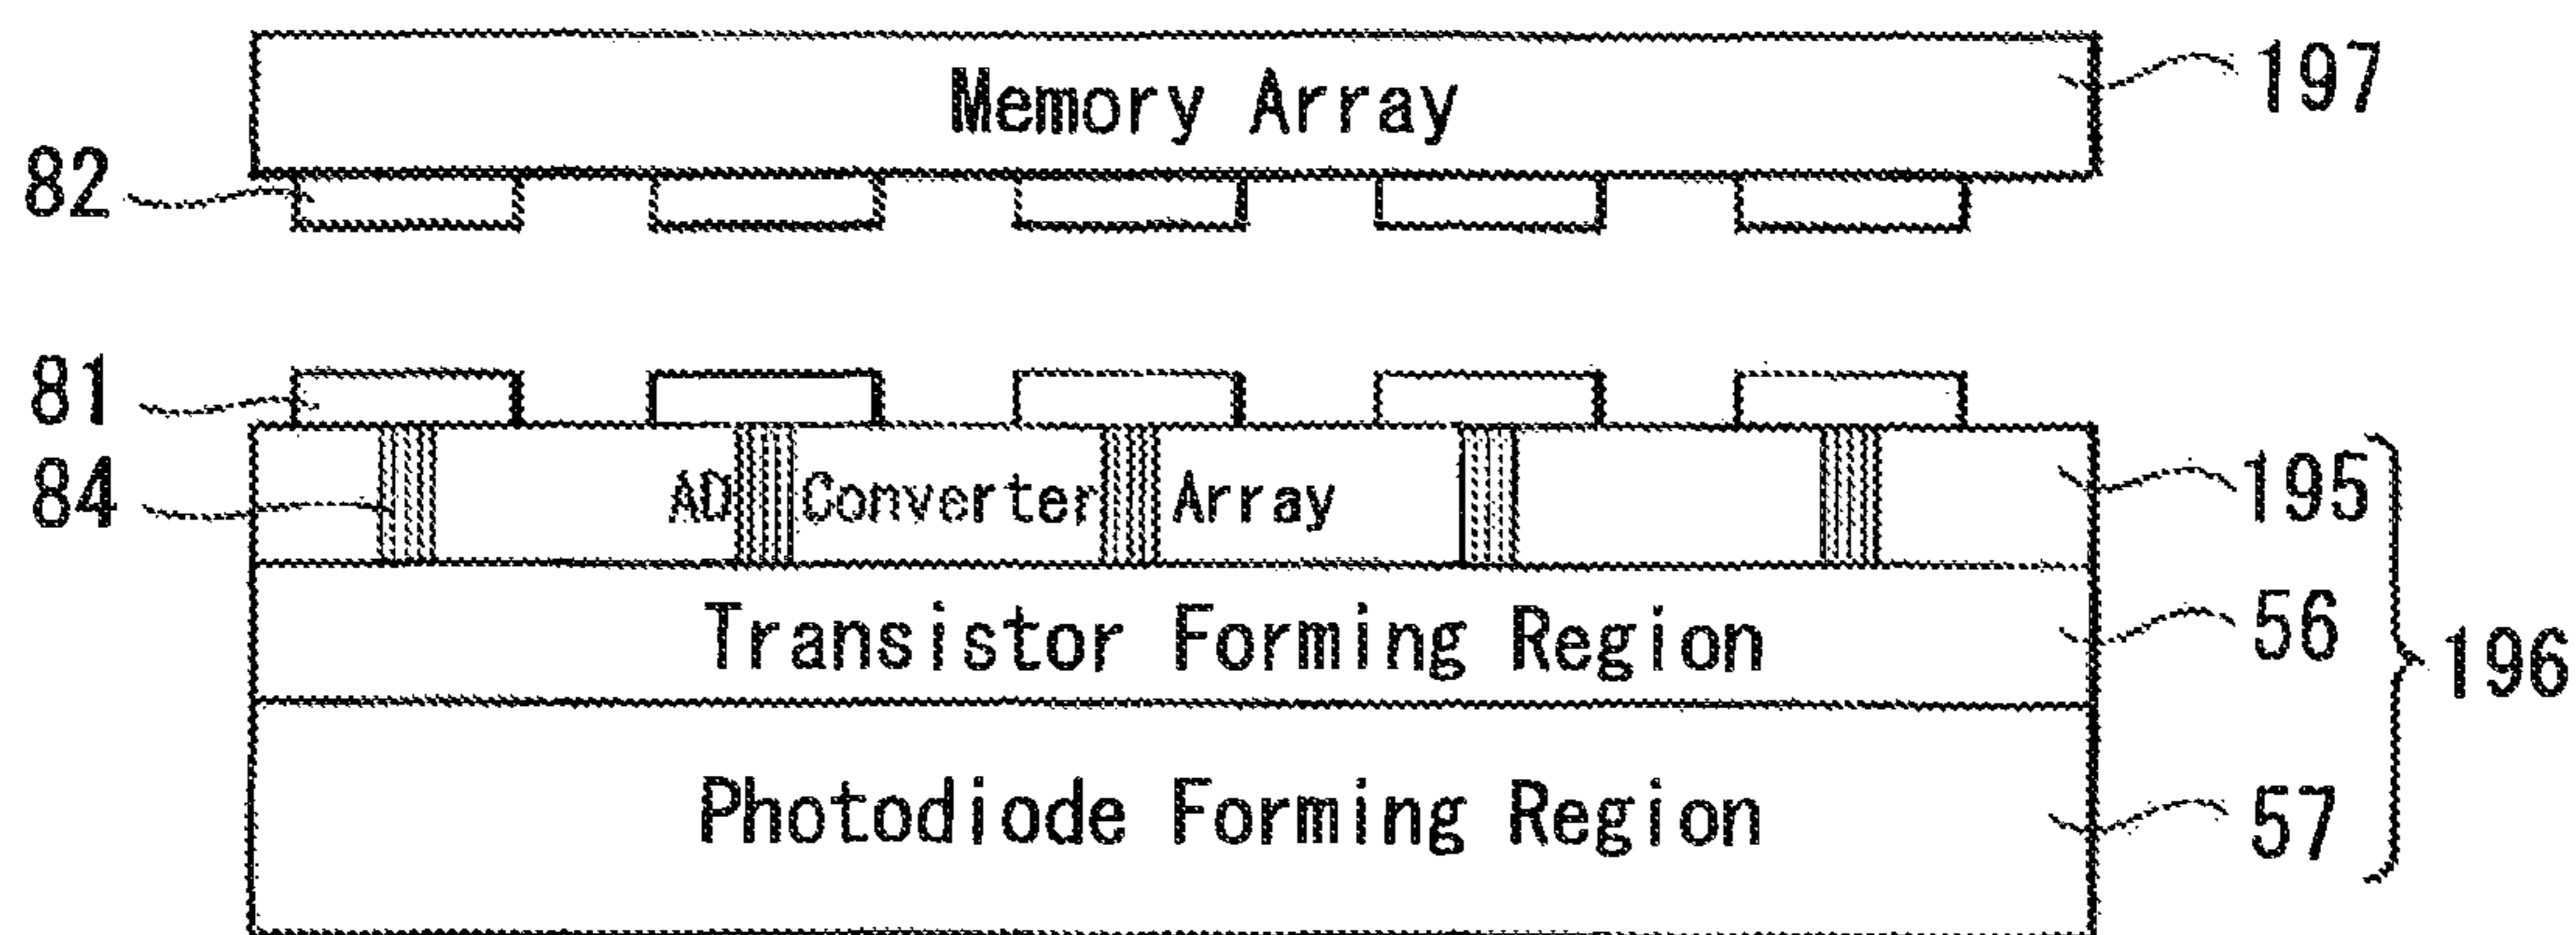 Memory Array 197
82
81
84 AD Converter Array 195
Transistor Forming Region 56
196
Photodiode Forming Region 57